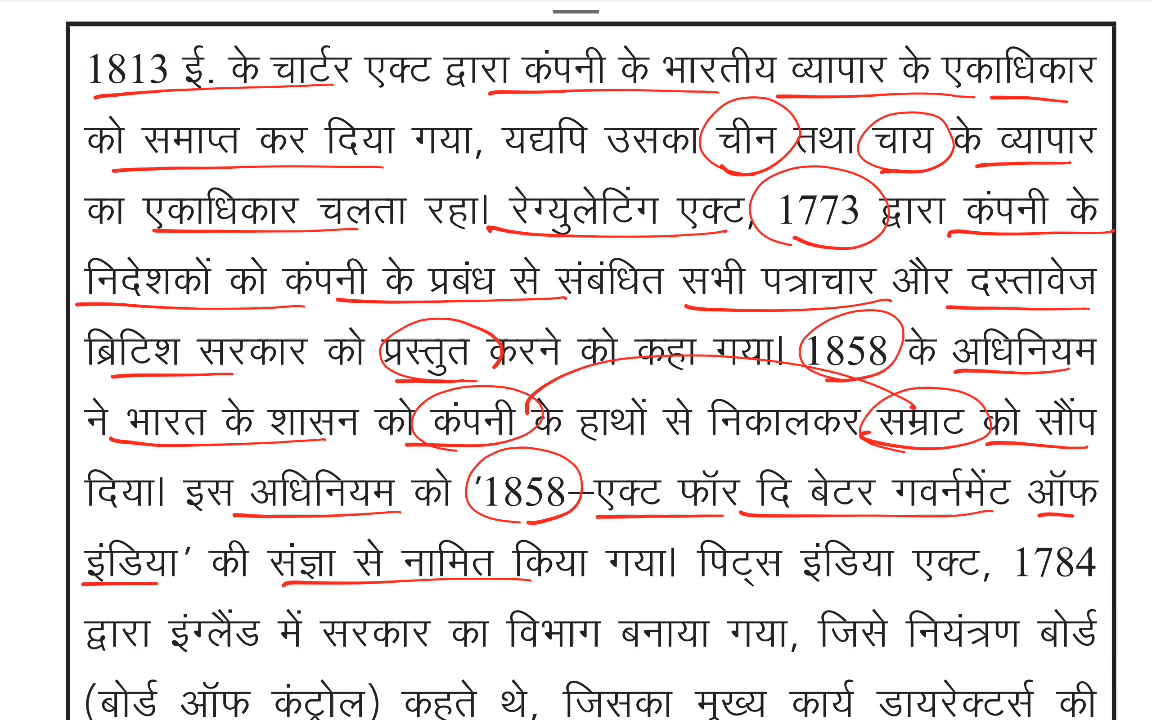 1813 ई. के चार्टर एक्ट द्वारा कंपनी के भारतीय व्यापार के एकाधिकार
को समाप्त कर दिया गया, यद्यपि उसका चीन तथा चाय के व्यापार
का एकाधिकार चलता रहा। रेग्युलेटिंग एक्ट, 1773 द्वारा कंपनी के
निदेशकों को कंपनी के प्रबंध से संबंधित सभी पत्राचार और दस्तावेज
ब्रिटिश सरकार को प्रस्तुत करने को कहा गया। 1858 के अधिनियम
ने भारत के शासन को कंपनी के हाथों से निकालकर सम्राट को सौंप
दिया। इस अधिनियम को '1858–एक्ट फॉर दि बेटर गवर्नमेंट ऑफ
इंडिया' की संज्ञा से नामित किया गया। पिट्स इंडिया एक्ट, 1784
द्वारा इंग्लैंड में सरकार का विभाग बनाया गया, जिसे नियंत्रण बोर्ड
(बोर्ड ऑफ कंट्रोल) कहते थे, जिसका मुख्य कार्य डायरेक्टर्स की